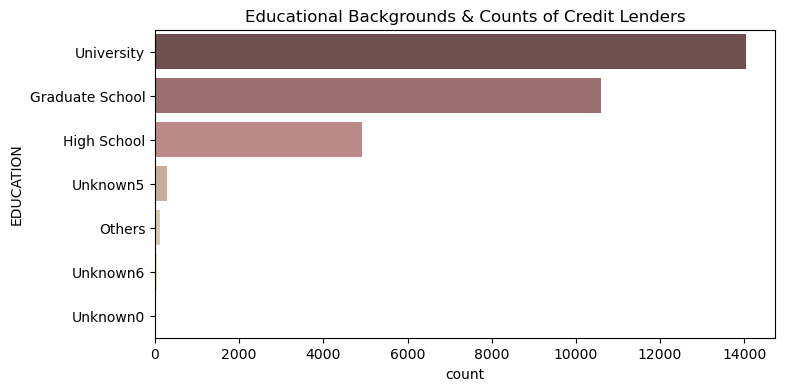 Educational Backgrounds & Counts of Credit Lenders
University
Graduate School
High School
Unknown5
Others
Unknown6
Unknown0
EDUCATION
0 2000 4000 6000 8000 10000 12000 14000
count